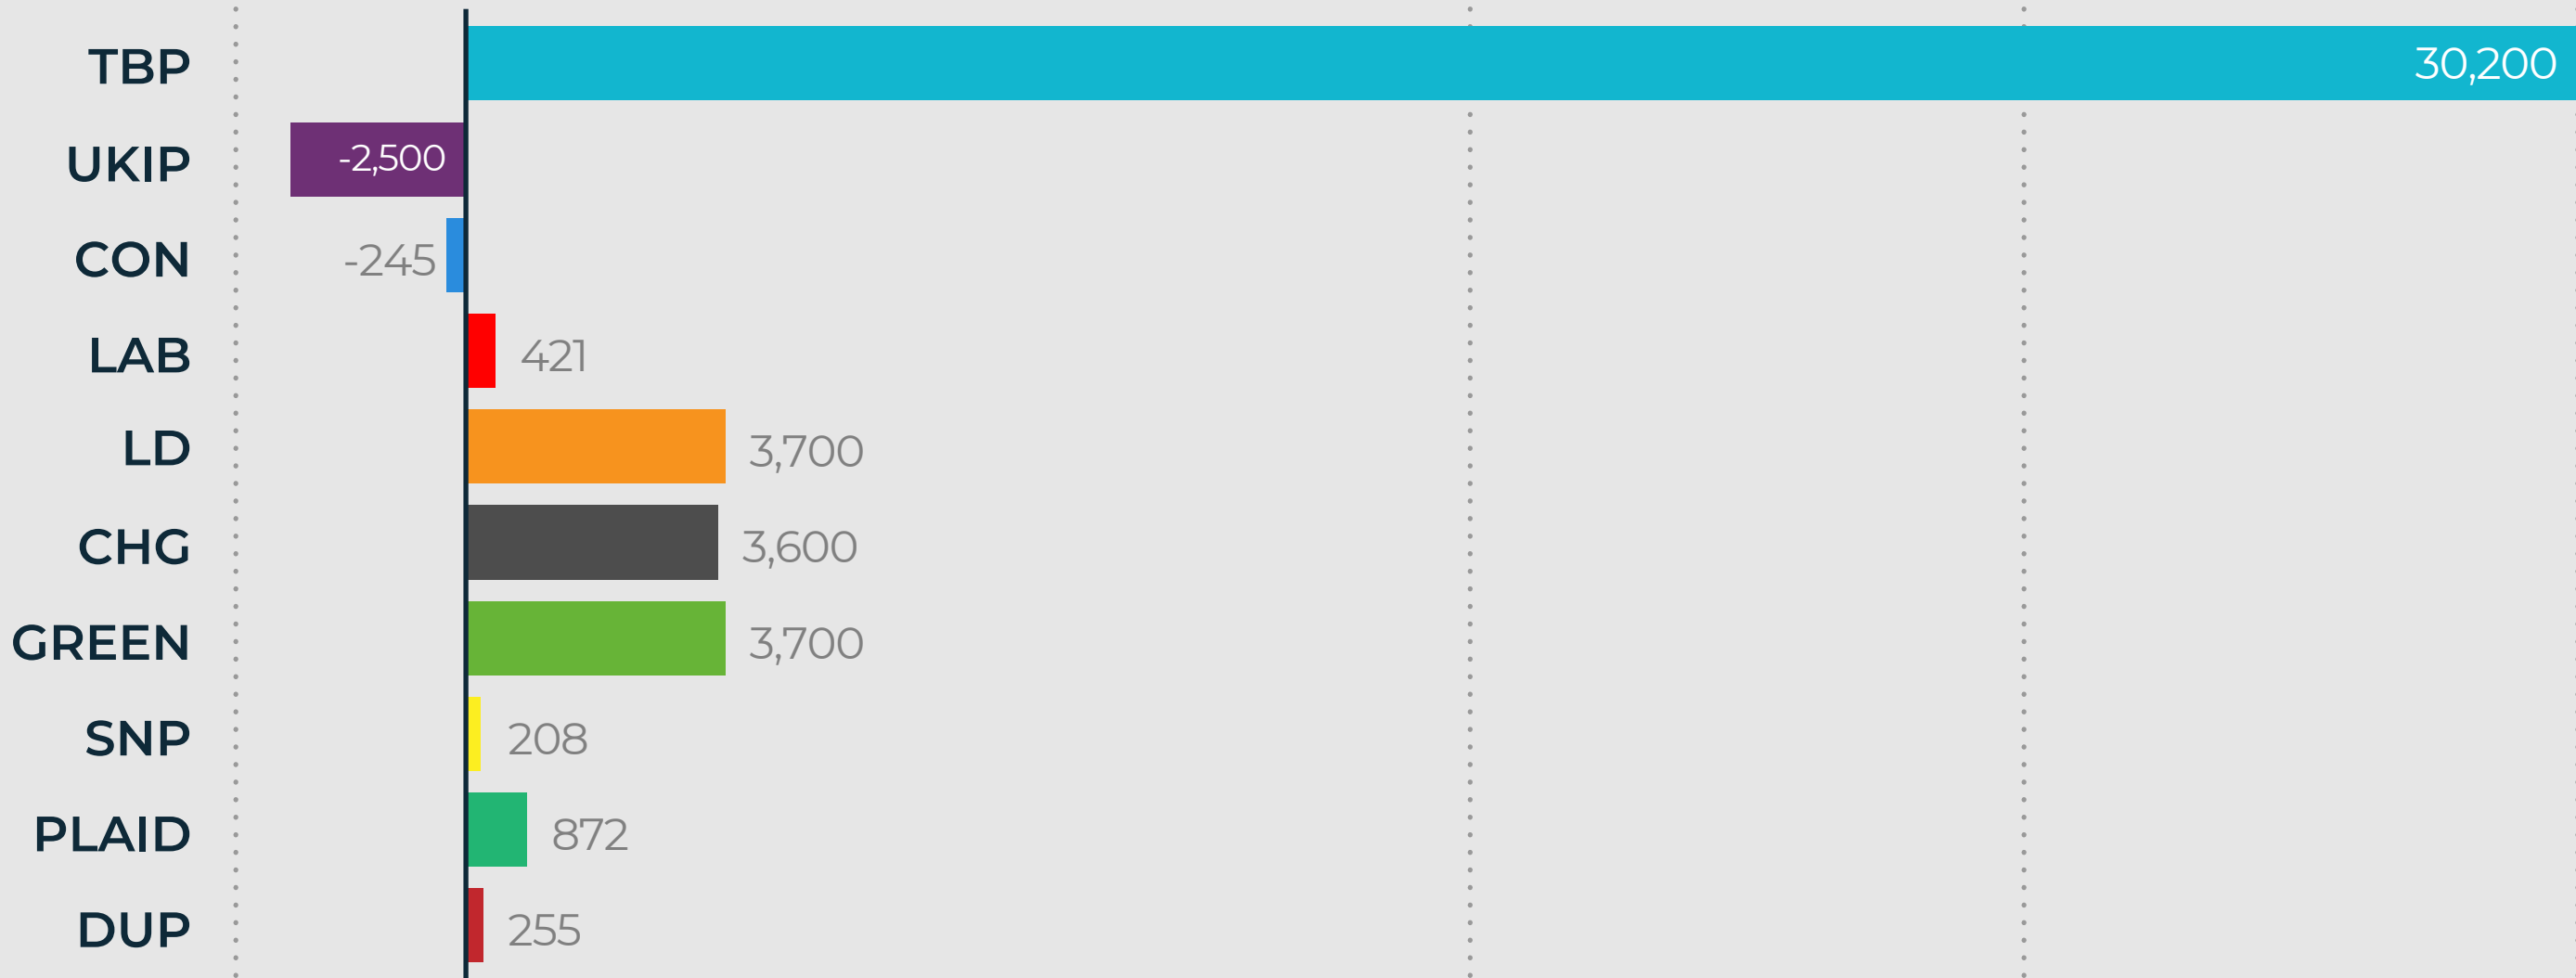 TBP 30,200
UKIP -2,500
CON -245
LAB 421
LD 3,700
CHG 3,600
GREEN 3,700
SNP 208
PLAID 872
DUP 255